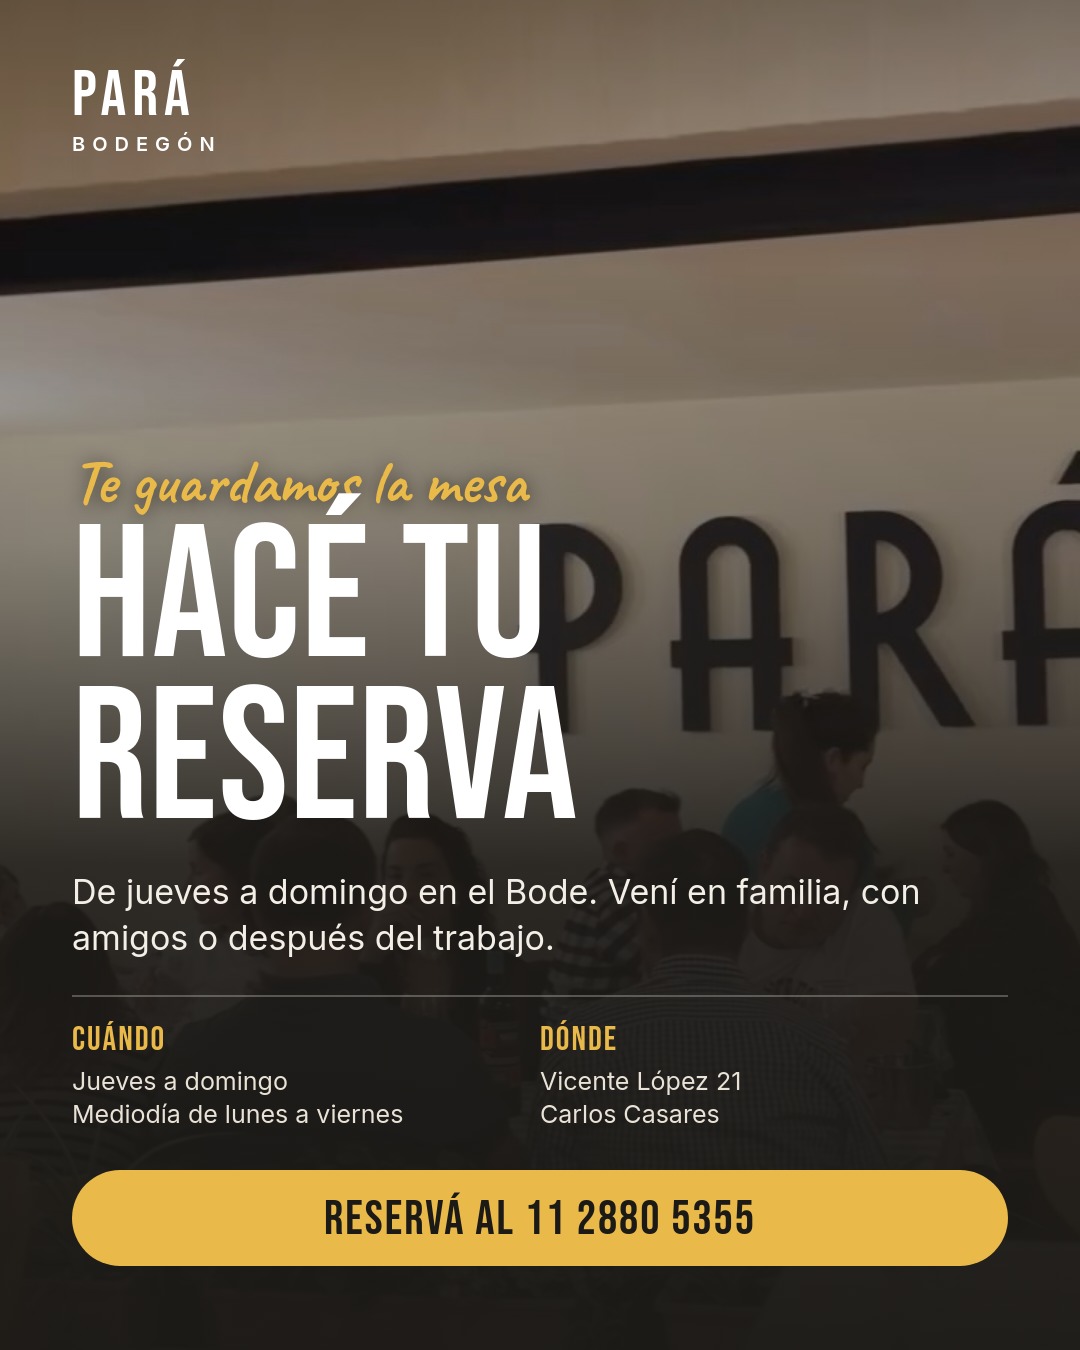 PARÁ
BODEGÓN
Te guardamos la mesa
HACÉ TU
RESERVA
PARÁ
De jueves a domingo en el Bode. Vení en familia, con
amigos o después del trabajo.
CUÁNDO
Jueves a domingo
Mediodía de lunes a viernes
DÓNDE
Vicente López 21
Carlos Casares
RESERVÁ AL 11 2880 5355